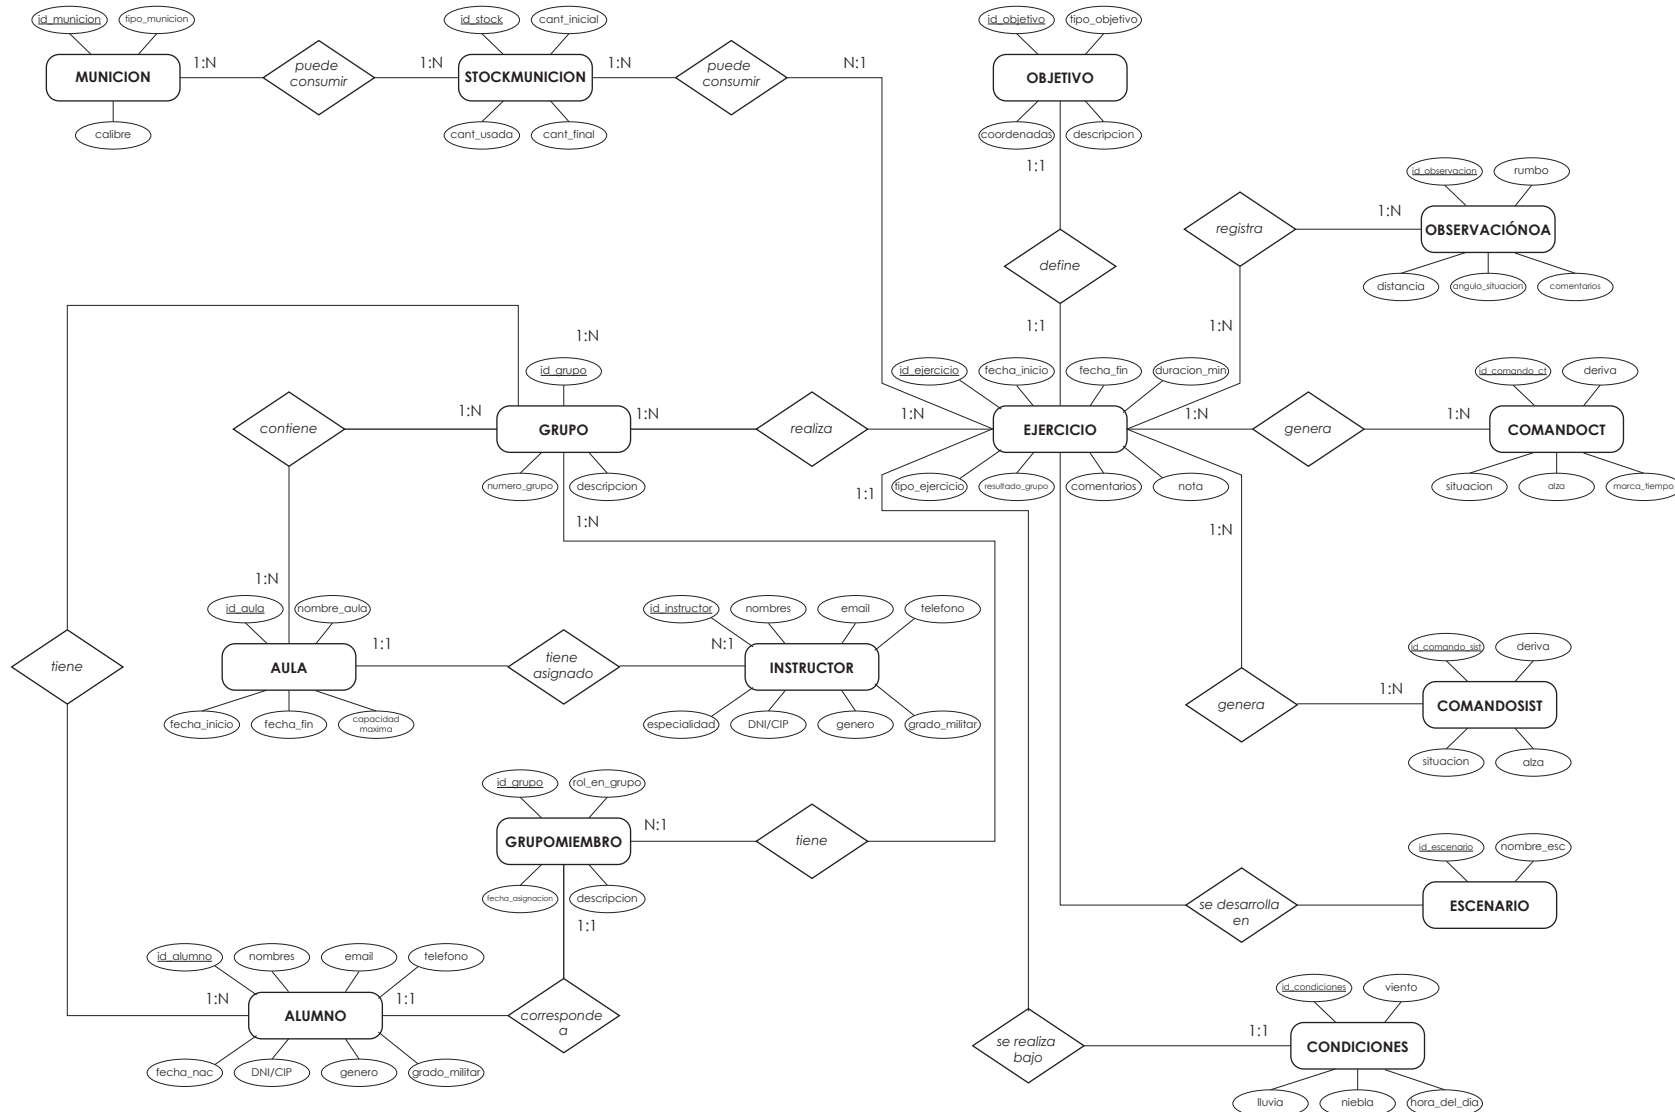 id_municion
tipo_municion
id_stock
cant_inicial
id_objetivo
tipo_objetivo
MUNICION
1:N
puede
consumir
1:N
STOCKMUNICION
1:N
puede
consumir
N:1
OBJETIVO
calibre
cant_usada
cant_final
coordenadas
descripcion
1:1
id_observacion
rumbo
1:N
registra
1:N
OBSERVACIÓNOA
define
distancia
angulo_situacion
comentarios
1:N
1:1
1:N
id_grupo
id_ejercicio
fecha_inicio
fecha_fin
duracion_min
id_comando_ct
deriva
contiene
1:N
GRUPO
1:N
realiza
1:N
EJERCICIO
1:N
genera
1:N
COMANDOCT
numero_grupo
descripcion
1:1
tipo_ejercicio
resultado_grupo
comentarios
nota
situacion
alza
marca_tiempo
1:N
1:N
1:N
id_aula
nombre_aula
id_instructor
nombres
email
telefono
tiene
AULA
1:1
tiene
asignado
N:1
INSTRUCTOR
id_comando_sist
deriva
fecha_inicio
fecha_fin
capacidad
maxima
especialidad
DNI/CIP
genero
grado_militar
genera
1:N
COMANDOSIST
situacion
alza
id_grupo
rol_en_grupo
GRUPOMIEMBRO
N:1
tiene
id_escenario
nombre_esc
fecha_asignacion
descripcion
1:1
se desarrolla
en
ESCENARIO
id_alumno
nombres
email
telefono
1:N
ALUMNO
1:1
corresponde
a
id_condiciones
viento
se realiza
bajo
1:1
CONDICIONES
fecha_nac
DNI/CIP
genero
grado_militar
lluvia
niebla
hora_del_dia